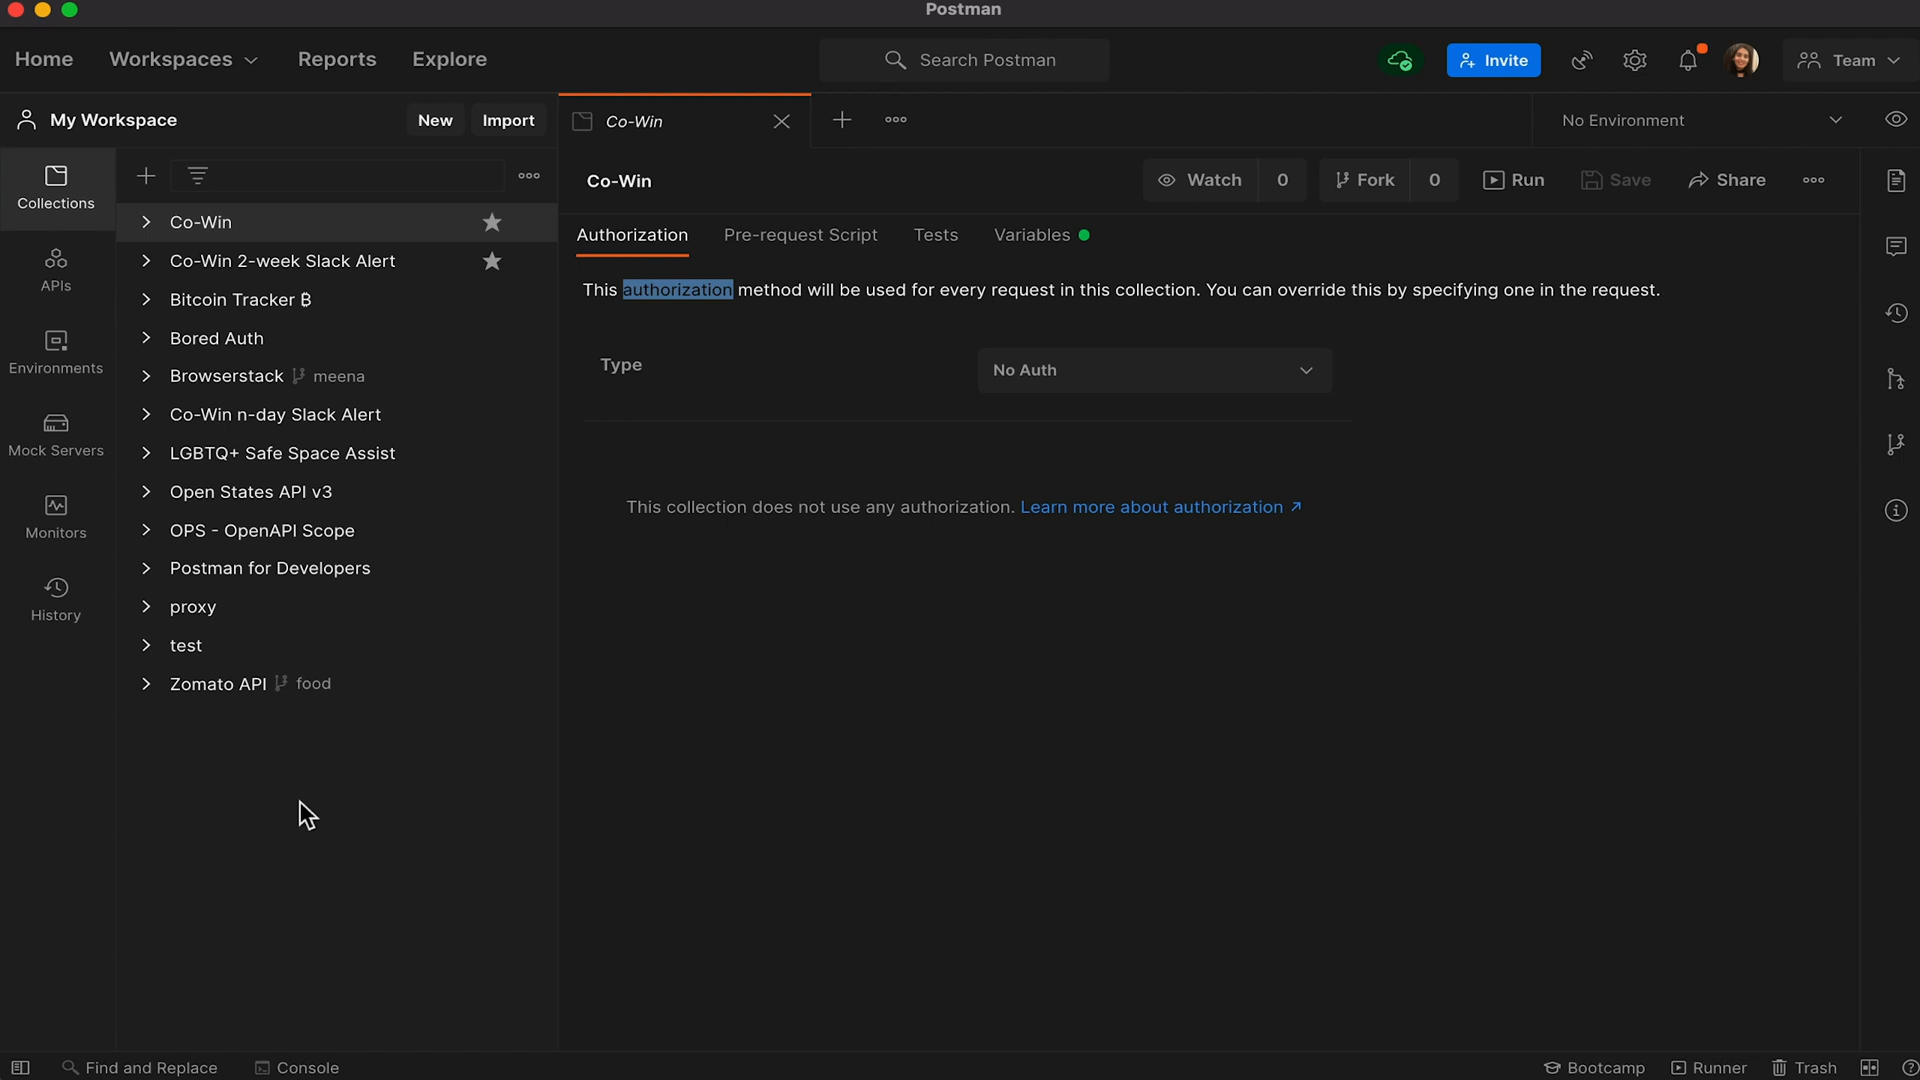 Postman
Home Workspaces Reports Explore Search Postman Invite Team
My Workspace New Import Co-Win No Environment
Collections
APIs
Environments
Mock Servers
Monitors
History
Co-Win
Co-Win 2-week Slack Alert
Bitcoin Tracker ₿
Bored Auth
Browserstack meena
Co-Win n-day Slack Alert
LGBTQ+ Safe Space Assist
Open States API v3
OPS - OpenAPI Scope
Postman for Developers
proxy
test
Zomato API food
Co-Win Watch 0 Fork 0 Run Save Share
Authorization Pre-request Script Tests Variables
This authorization method will be used for every request in this collection. You can override this by specifying one in the request.
Type No Auth
This collection does not use any authorization. Learn more about authorization ↗
Find and Replace Console Bootcamp Runner Trash